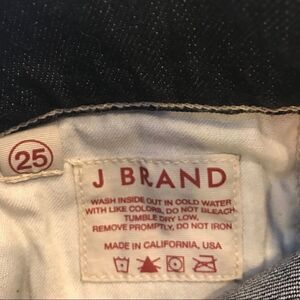 25
J BRAND
WASH INSIDE OUT IN COLD WATER
WITH LIKE COLORS, DO NOT BLEACH
TUMBLE DRY LOW,
REMOVE PROMPTLY, DO NOT IRON
MADE IN CALIFORNIA, USA